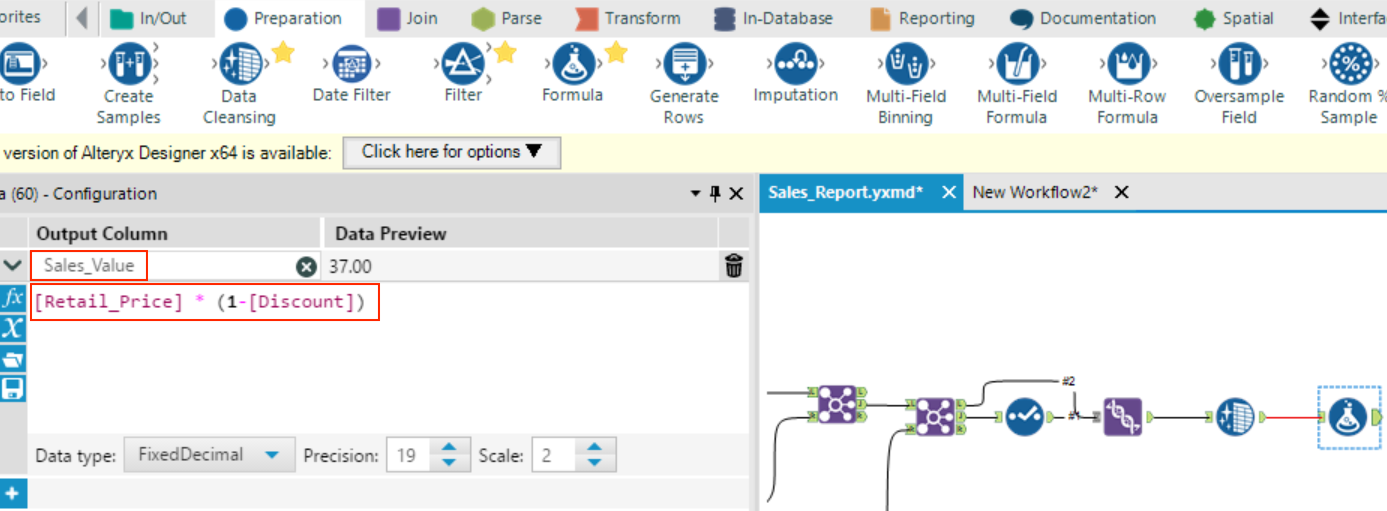 orites In/Out Preparation Join Parse Transform In-Database Reporting Documentation Spatial Interfa
to Field Create Samples Data Cleansing Date Filter Filter Formula Generate Rows Imputation Multi-Field Binning Multi-Field Formula Multi-Row Formula Oversample Field Random % Sample
version of Alteryx Designer x64 is available: Click here for options ▼
a (60) - Configuration
Sales_Report.yxmd* New Workflow2*
Output Column Data Preview
Sales_Value 37.00
[Retail_Price] * (1-[Discount])
Data type: FixedDecimal Precision: 19 Scale: 2
#2